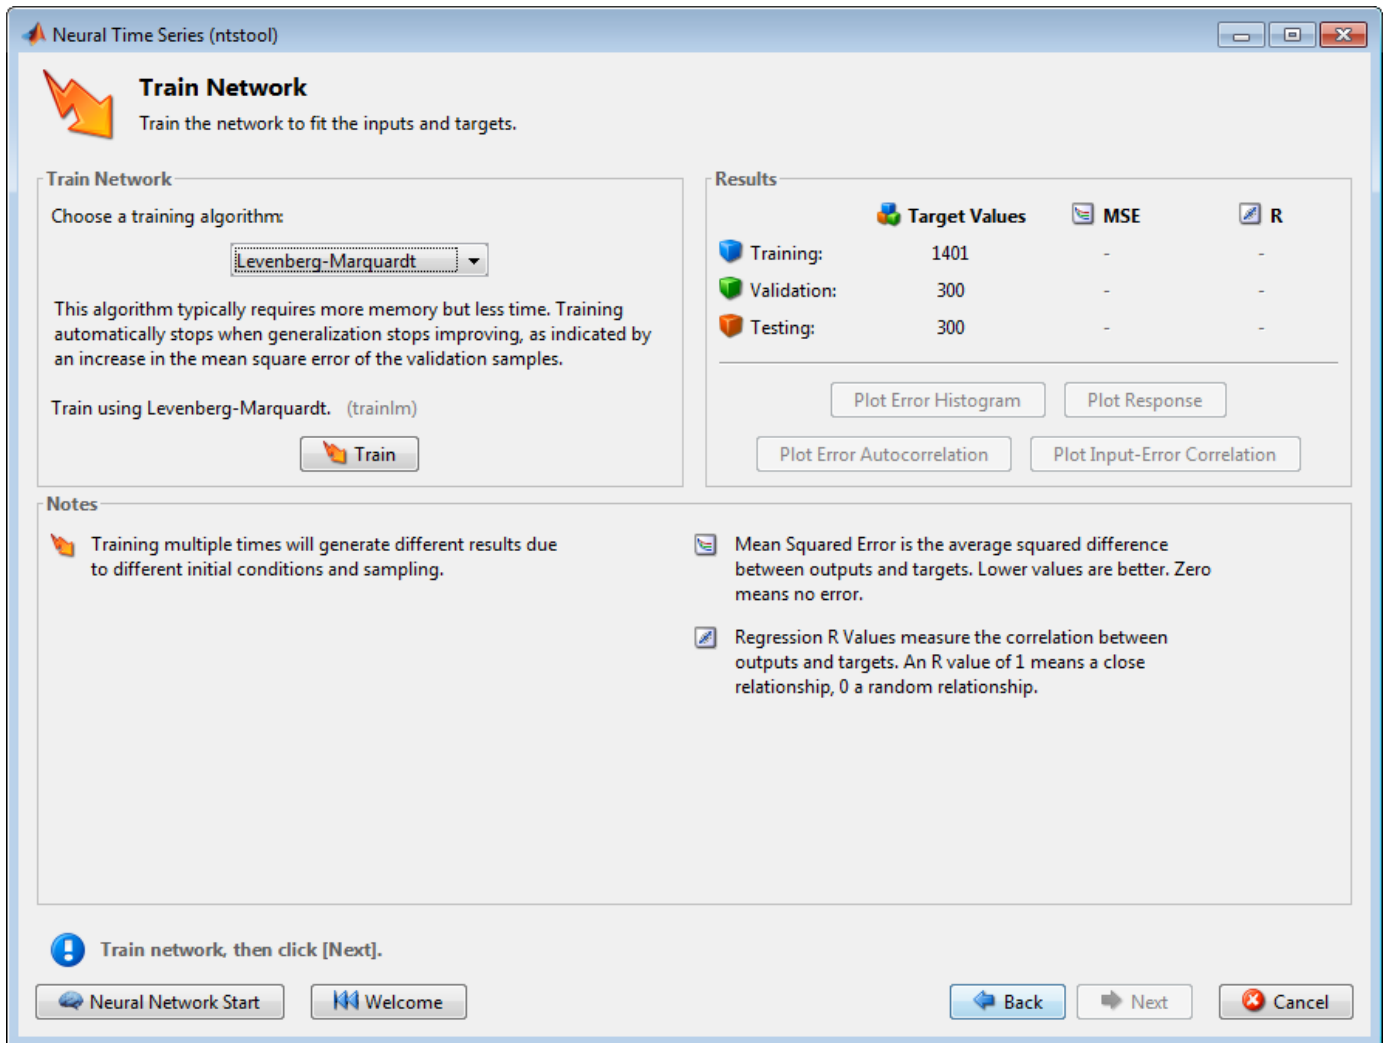 Neural Time Series (ntstool)
Train Network
Train the network to fit the inputs and targets.
Train Network
Choose a training algorithm:
Levenberg-Marquardt
This algorithm typically requires more memory but less time. Training
automatically stops when generalization stops improving, as indicated by
an increase in the mean square error of the validation samples.
Train using Levenberg-Marquardt. (trainlm)
Train
Results
Target Values MSE R
Training: 1401 - -
Validation: 300 - -
Testing: 300 - -
Plot Error Histogram Plot Response
Plot Error Autocorrelation Plot Input-Error Correlation
Notes
Training multiple times will generate different results due
to different initial conditions and sampling.
Mean Squared Error is the average squared difference
between outputs and targets. Lower values are better. Zero
means no error.
Regression R Values measure the correlation between
outputs and targets. An R value of 1 means a close
relationship, 0 a random relationship.
Train network, then click [Next].
Neural Network Start Welcome Back Next Cancel